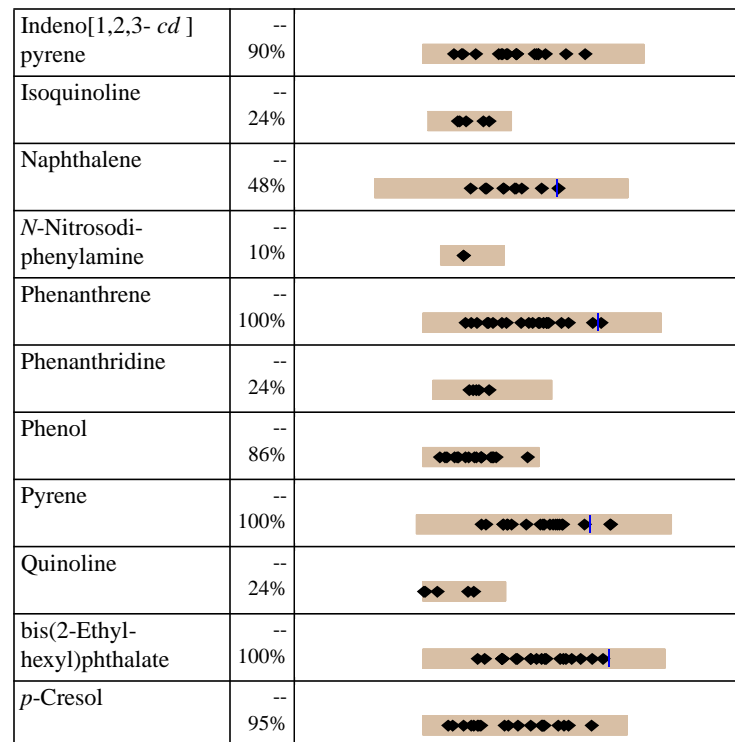 Indeno[1,2,3- cd ] --
pyrene 90%
Isoquinoline --
24%
Naphthalene --
48%
N-Nitrosodi- --
phenylamine 10%
Phenanthrene --
100%
Phenanthridine --
24%
Phenol --
86%
Pyrene --
100%
Quinoline --
24%
bis(2-Ethyl- --
hexyl)phthalate 100%
p-Cresol --
95%